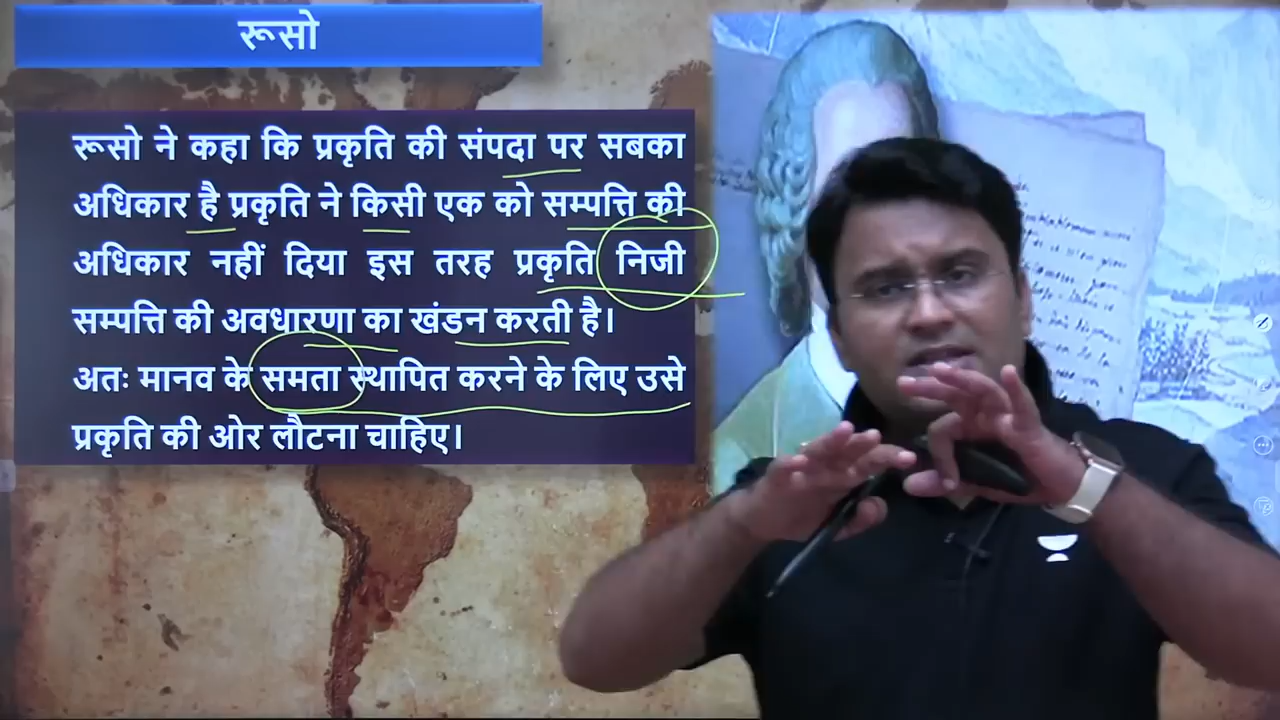 रूसो
रूसो ने कहा कि प्रकृति की संपदा पर सबका
अधिकार है प्रकृति ने किसी एक को सम्पत्ति की
अधिकार नहीं दिया इस तरह प्रकृति निजी
सम्पत्ति की अवधारणा का खंडन करती है।
अतः मानव के समता स्थापित करने के लिए उसे
प्रकृति की ओर लौटना चाहिए।